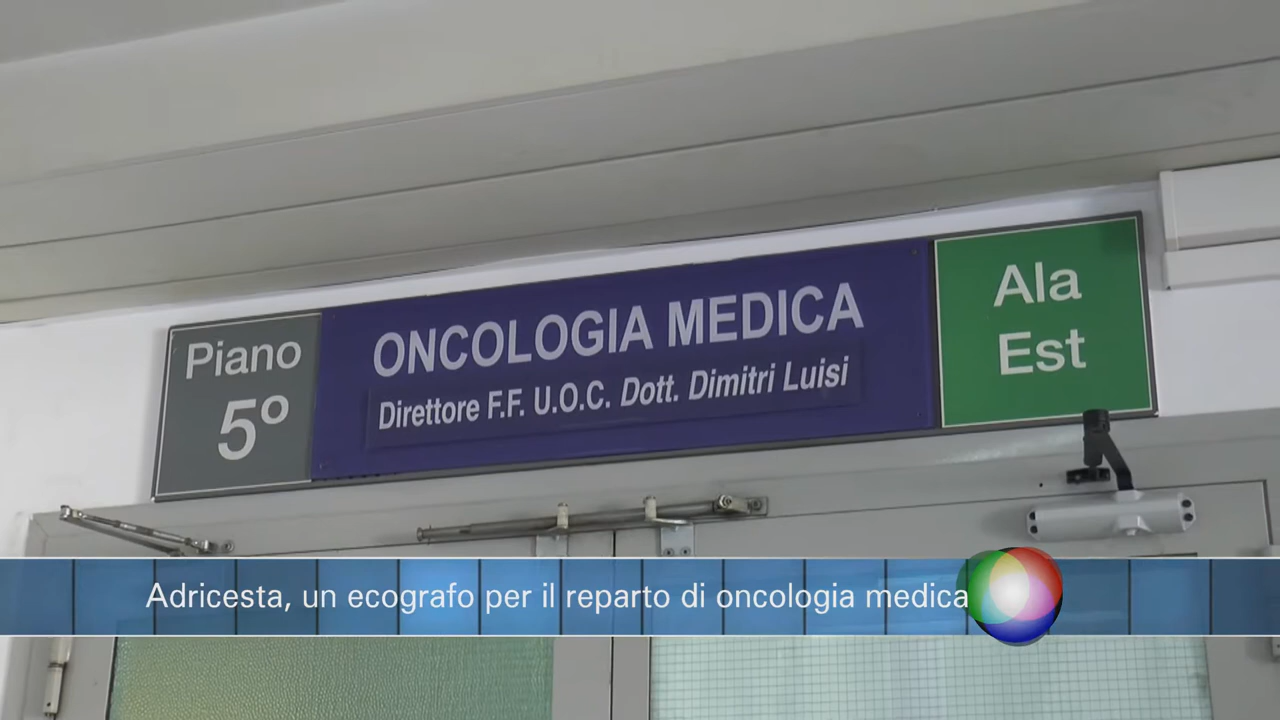 Piano
5º
ONCOLOGIA MEDICA
Direttore F.F. U.O.C. Dott. Dimitri Luisi
Ala
Est
Adricesta, un ecografo per il reparto di oncologia medica